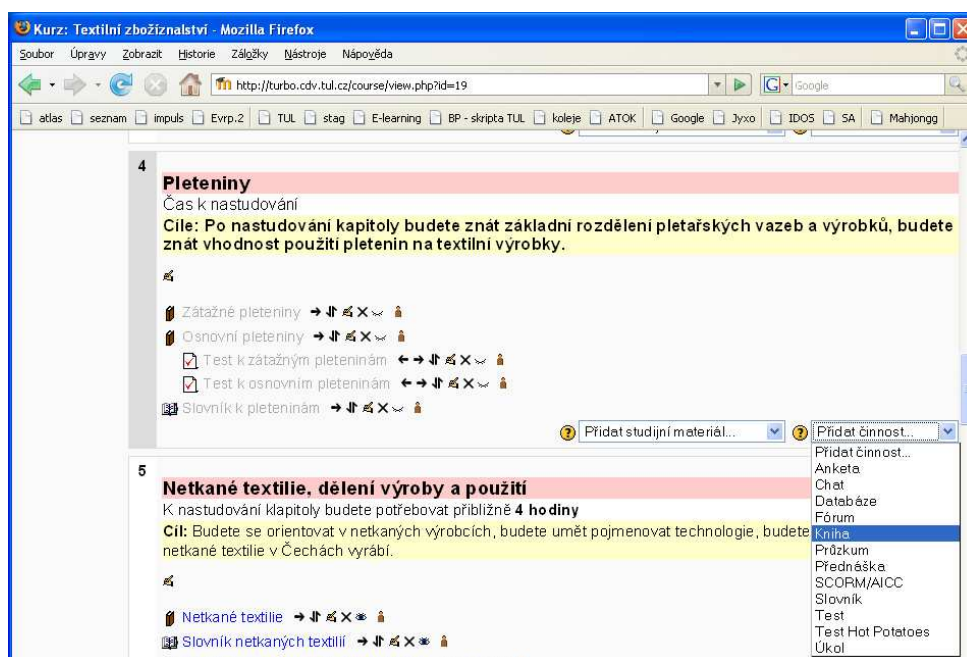 Kurz: Textilní zbožíznalství - Mozilla Firefox
Soubor Úpravy Zobrazit Historie Záložky Nástroje Nápověda
http://turbo.cdv.tul.cz/course/view.php?id=19 Google
atlas seznam impuls Evrp.2 TUL stag E-learning BP - skripta TUL koleje ATOK Google Jyxo IDOS SA Mahjongg
4
Pleteniny
Čas k nastudování
Cíle: Po nastudování kapitoly budete znát základní rozdělení pletařských vazeb a výrobků, budete
znát vhodnost použití pletenin na textilní výrobky.
Zátažné pleteniny
Osnovní pleteniny
Test k zátažným pleteninám
Test k osnovním pleteninám
Slovník k pleteninám
Přidat studijní materiál... Přidat činnost...
Přidat činnost...
Anketa
Chat
Databáze
Fórum
Kniha
Průzkum
Přednáška
SCORM/AICC
Slovník
Test
Test Hot Potatoes
Úkol
5
Netkané textilie, dělení výroby a použití
K nastudování klapitoly budete potřebovat přibližně 4 hodiny
Cíl: Budete se orientovat v netkaných výrobcích, budete umět pojmenovat technologie, budete
netkané textilie v Čechách vyrábí.
Netkané textilie
Slovník netkaných textilií